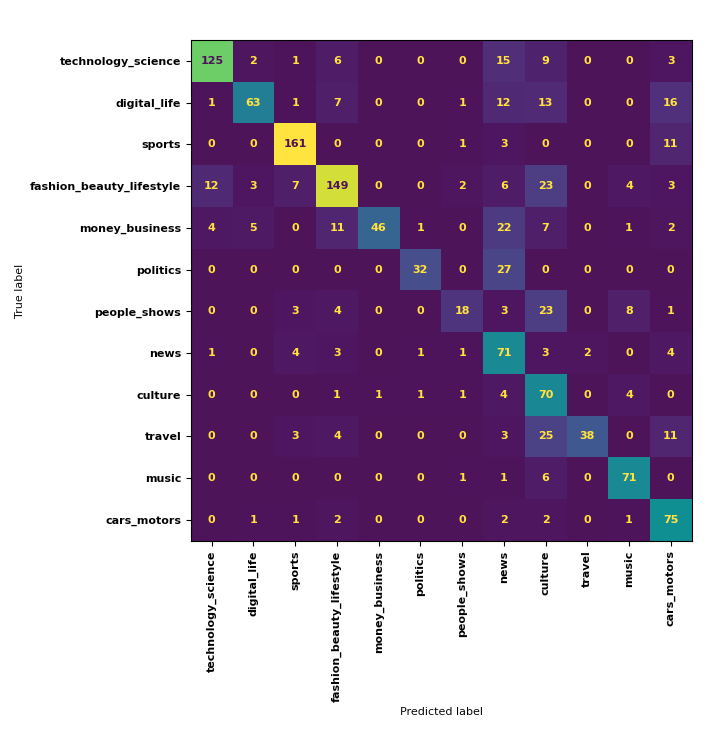 technology_science 125 2 1 6 0 0 0 15 9 0 0 3
digital_life 1 63 1 7 0 0 1 12 13 0 0 16
sports 0 0 161 0 0 0 1 3 0 0 0 11
fashion_beauty_lifestyle 12 3 7 149 0 0 2 6 23 0 4 3
money_business 4 5 0 11 46 1 0 22 7 0 1 2
politics 0 0 0 0 0 32 0 27 0 0 0 0
people_shows 0 0 3 4 0 0 18 3 23 0 8 1
news 1 0 4 3 0 1 1 71 3 2 0 4
culture 0 0 0 1 1 1 1 4 70 0 4 0
travel 0 0 3 4 0 0 0 3 25 38 0 11
music 0 0 0 0 0 0 1 1 6 0 71 0
cars_motors 0 1 1 2 0 0 0 2 2 0 1 75
technology_science
digital_life
sports
fashion_beauty_lifestyle
money_business
politics
people_shows
news
culture
travel
music
cars_motors
True label
Predicted label